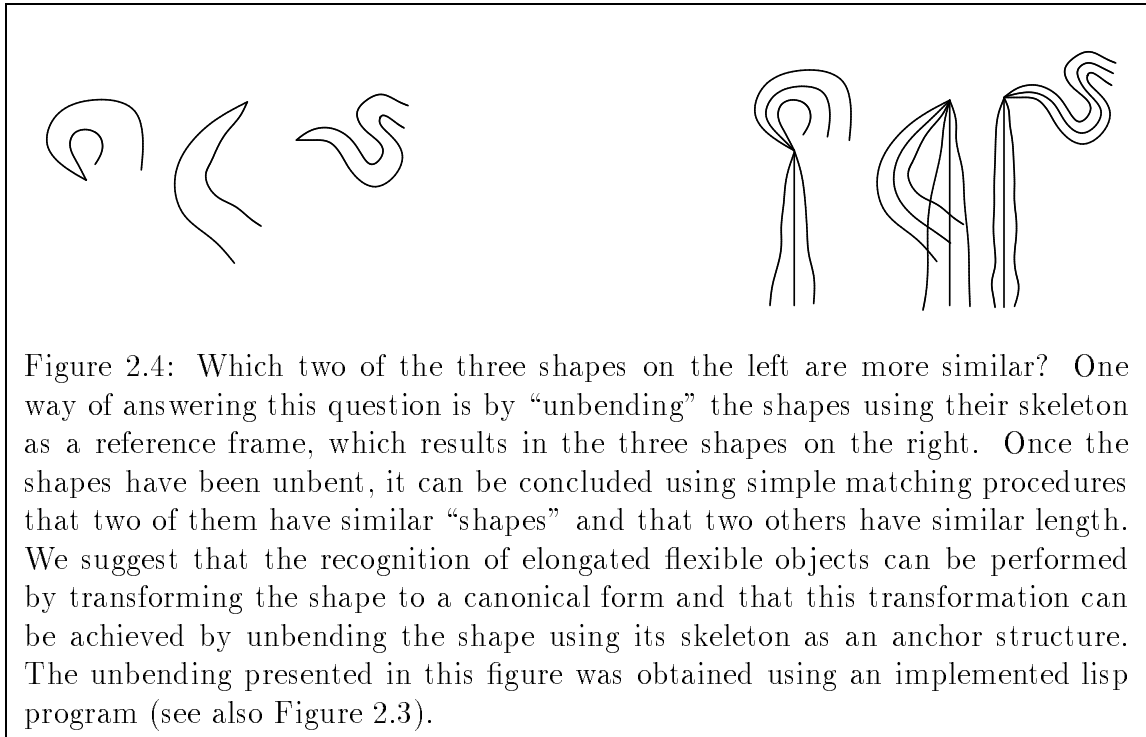 Figure 2.4: Which two of the three shapes on the left are more similar? One
way of answering this question is by “unbending” the shapes using their skeleton
as a reference frame, which results in the three shapes on the right. Once the
shapes have been unbent, it can be concluded using simple matching procedures
that two of them have similar “shapes” and that two others have similar length.
We suggest that the recognition of elongated flexible objects can be performed
by transforming the shape to a canonical form and that this transformation can
be achieved by unbending the shape using its skeleton as an anchor structure.
The unbending presented in this figure was obtained using an implemented lisp
program (see also Figure 2.3).